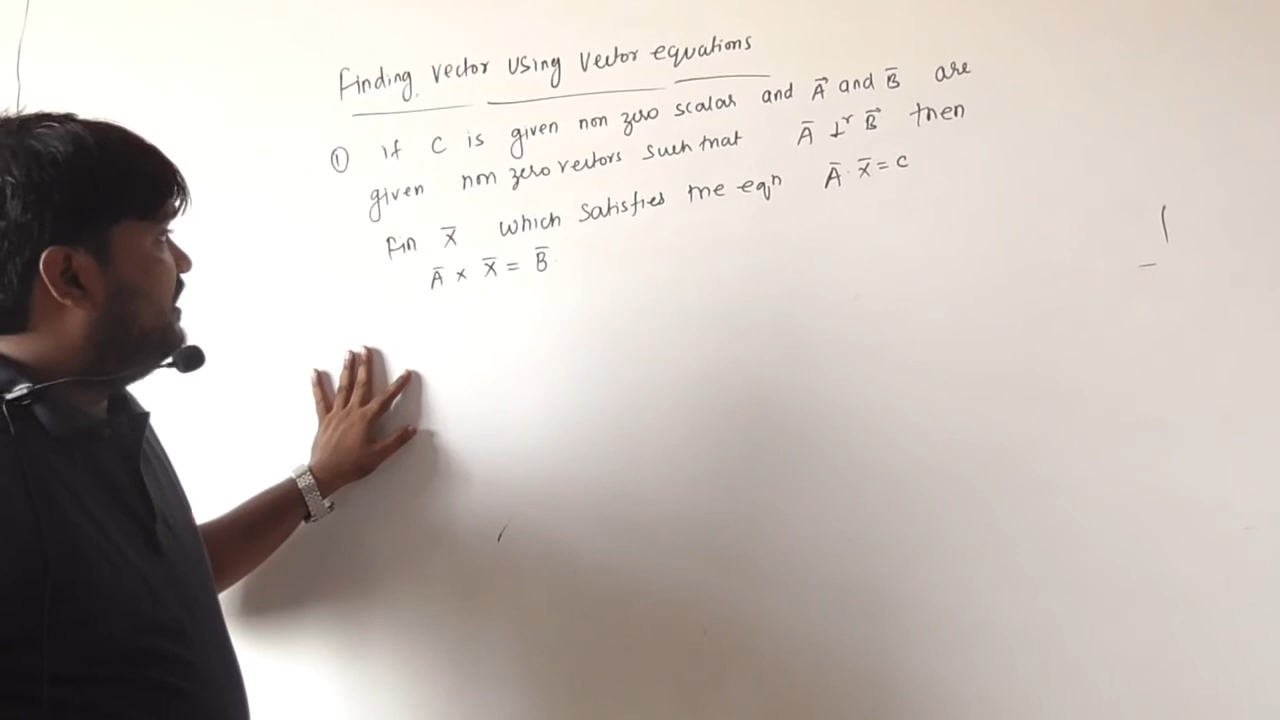 Finding vector using vector equations
① if C is given non zero scalar and A⃗ and B̄ are
given non zero vectors such that Ā ⊥ʳ B⃗ then
fin x̄ which satisfies the eqⁿ Ā · x̄ = c
Ā × x̄ = B̄